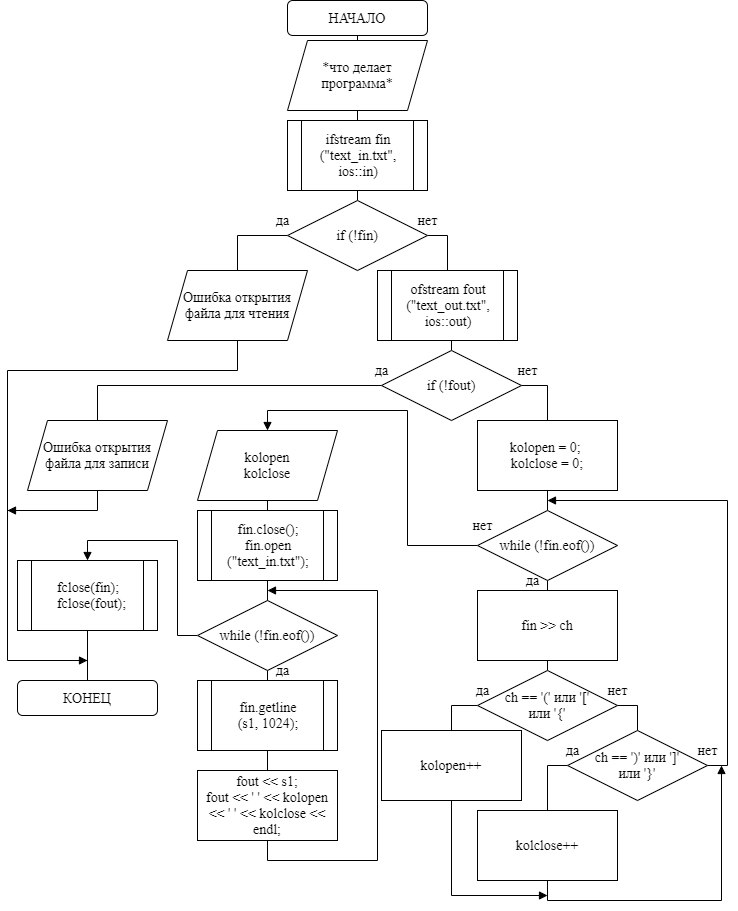 НАЧАЛО
*что делает
программа*
ifstream fin
("text_in.txt",
ios::in)
да
нет
if (!fin)
Ошибка открытия
файла для чтения
ofstream fout
("text_out.txt",
ios::out)
да
нет
if (!fout)
Ошибка открытия
файла для записи
kolopen
kolclose
kolopen = 0;
kolclose = 0;
нет
while (!fin.eof())
да
fin.close();
fin.open
("text_in.txt");
fclose(fin);
fclose(fout);
while (!fin.eof())
да
fin >> ch
КОНЕЦ
fin.getline
(s1, 1024);
да
ch == '(' или '['
или '{'
нет
kolopen++
да
ch == ')' или ']'
или '}'
нет
fout << s1;
fout << ' ' << kolopen
<< ' ' << kolclose <<
endl;
kolclose++